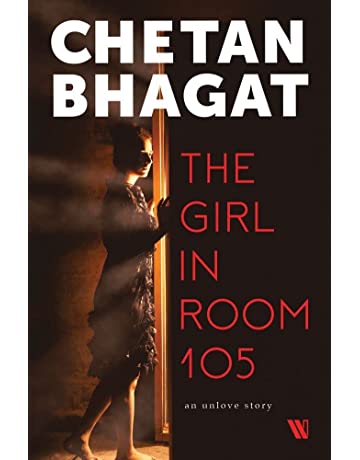 CHETAN
BHAGAT
THE
GIRL
IN
ROOM
105
an unlove story
W